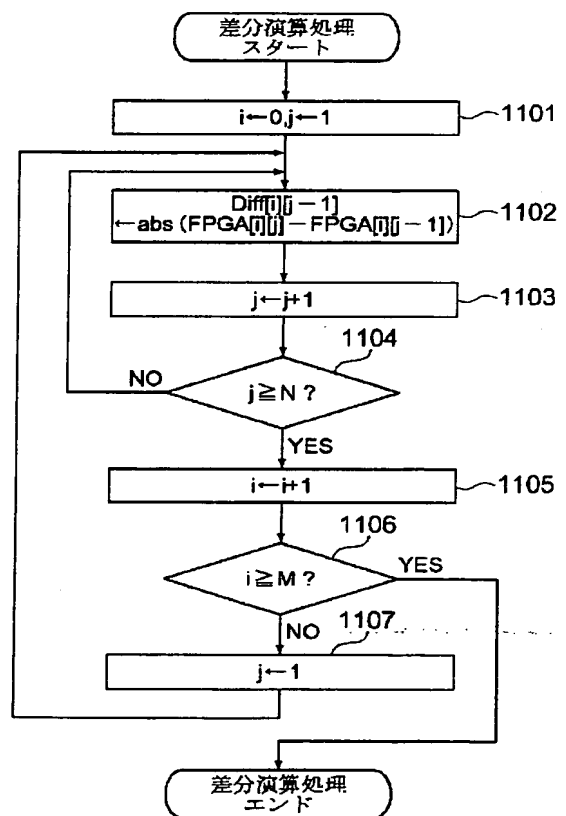 差分演算処理
スタート
i←0,j←1
1101
Diff[i][j－1]
←abs (FPGA[i][j]－FPGA[i][j－1])
1102
j←j+1
1103
1104
NO
j≧N ?
YES
i←i+1
1105
1106
i≧M ?
YES
NO
1107
j←1
差分演算処理
エンド